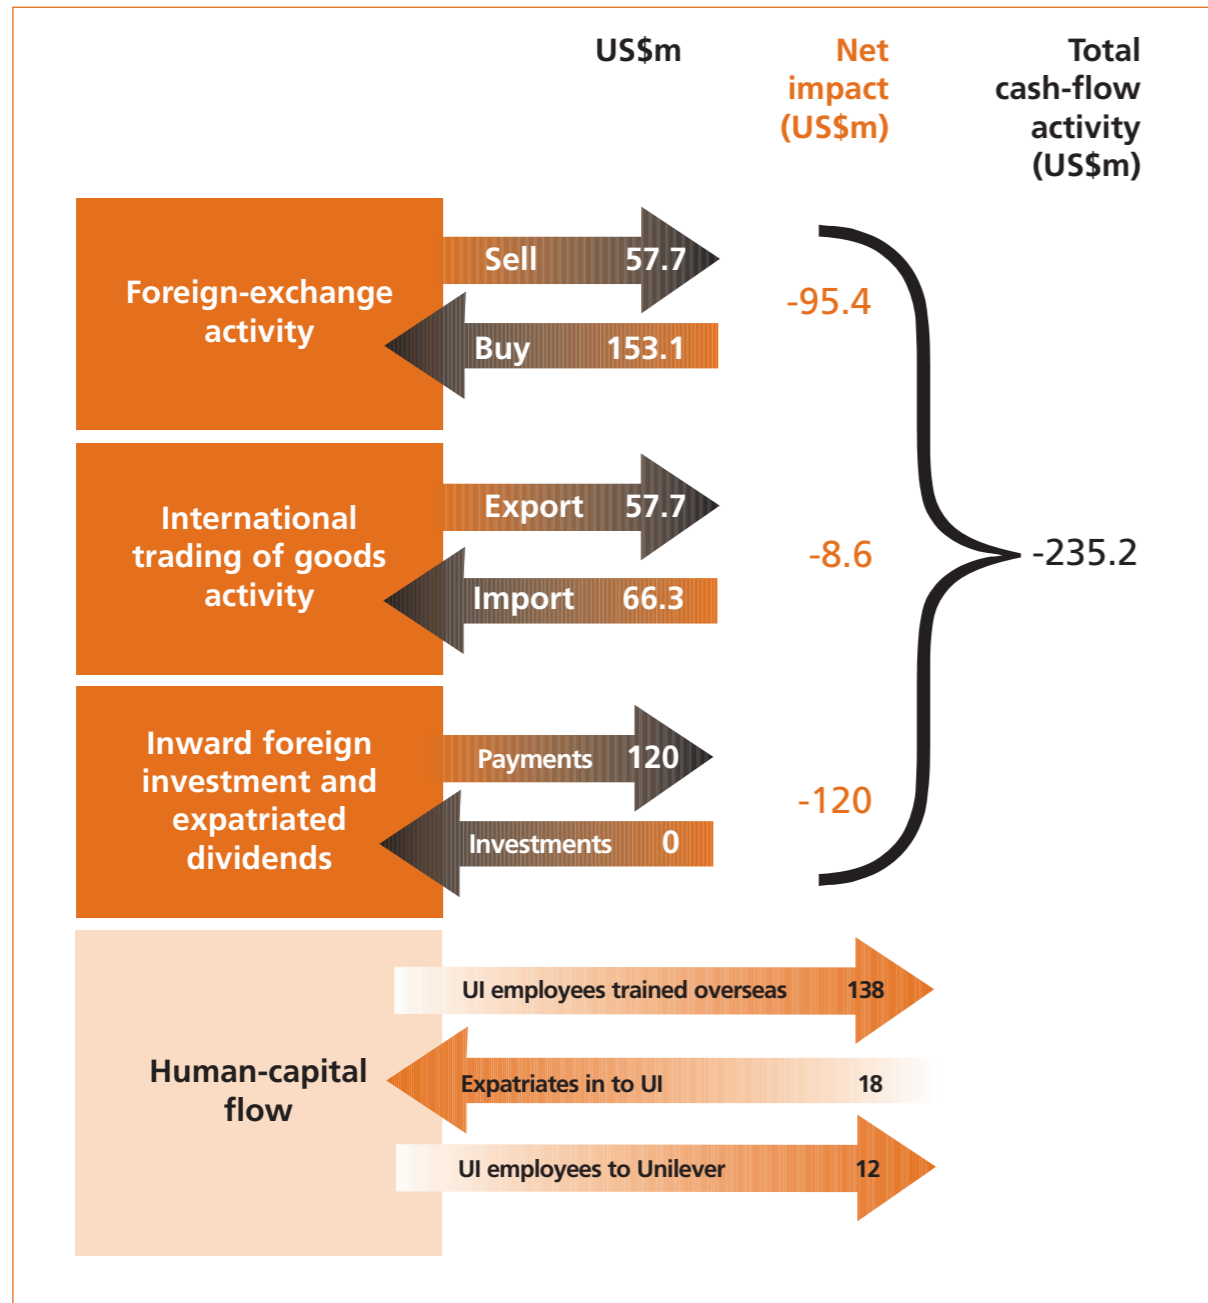 US$m
Net
impact
(US$m)
Total
cash-flow
activity
(US$m)
Foreign-exchange
activity
Sell 57.7
Buy 153.1
-95.4
International
trading of goods
activity
Export 57.7
Import 66.3
-8.6
-235.2
Inward foreign
investment and
expatriated
dividends
Payments 120
Investments 0
-120
Human-capital
flow
UI employees trained overseas 138
Expatriates in to UI 18
UI employees to Unilever 12